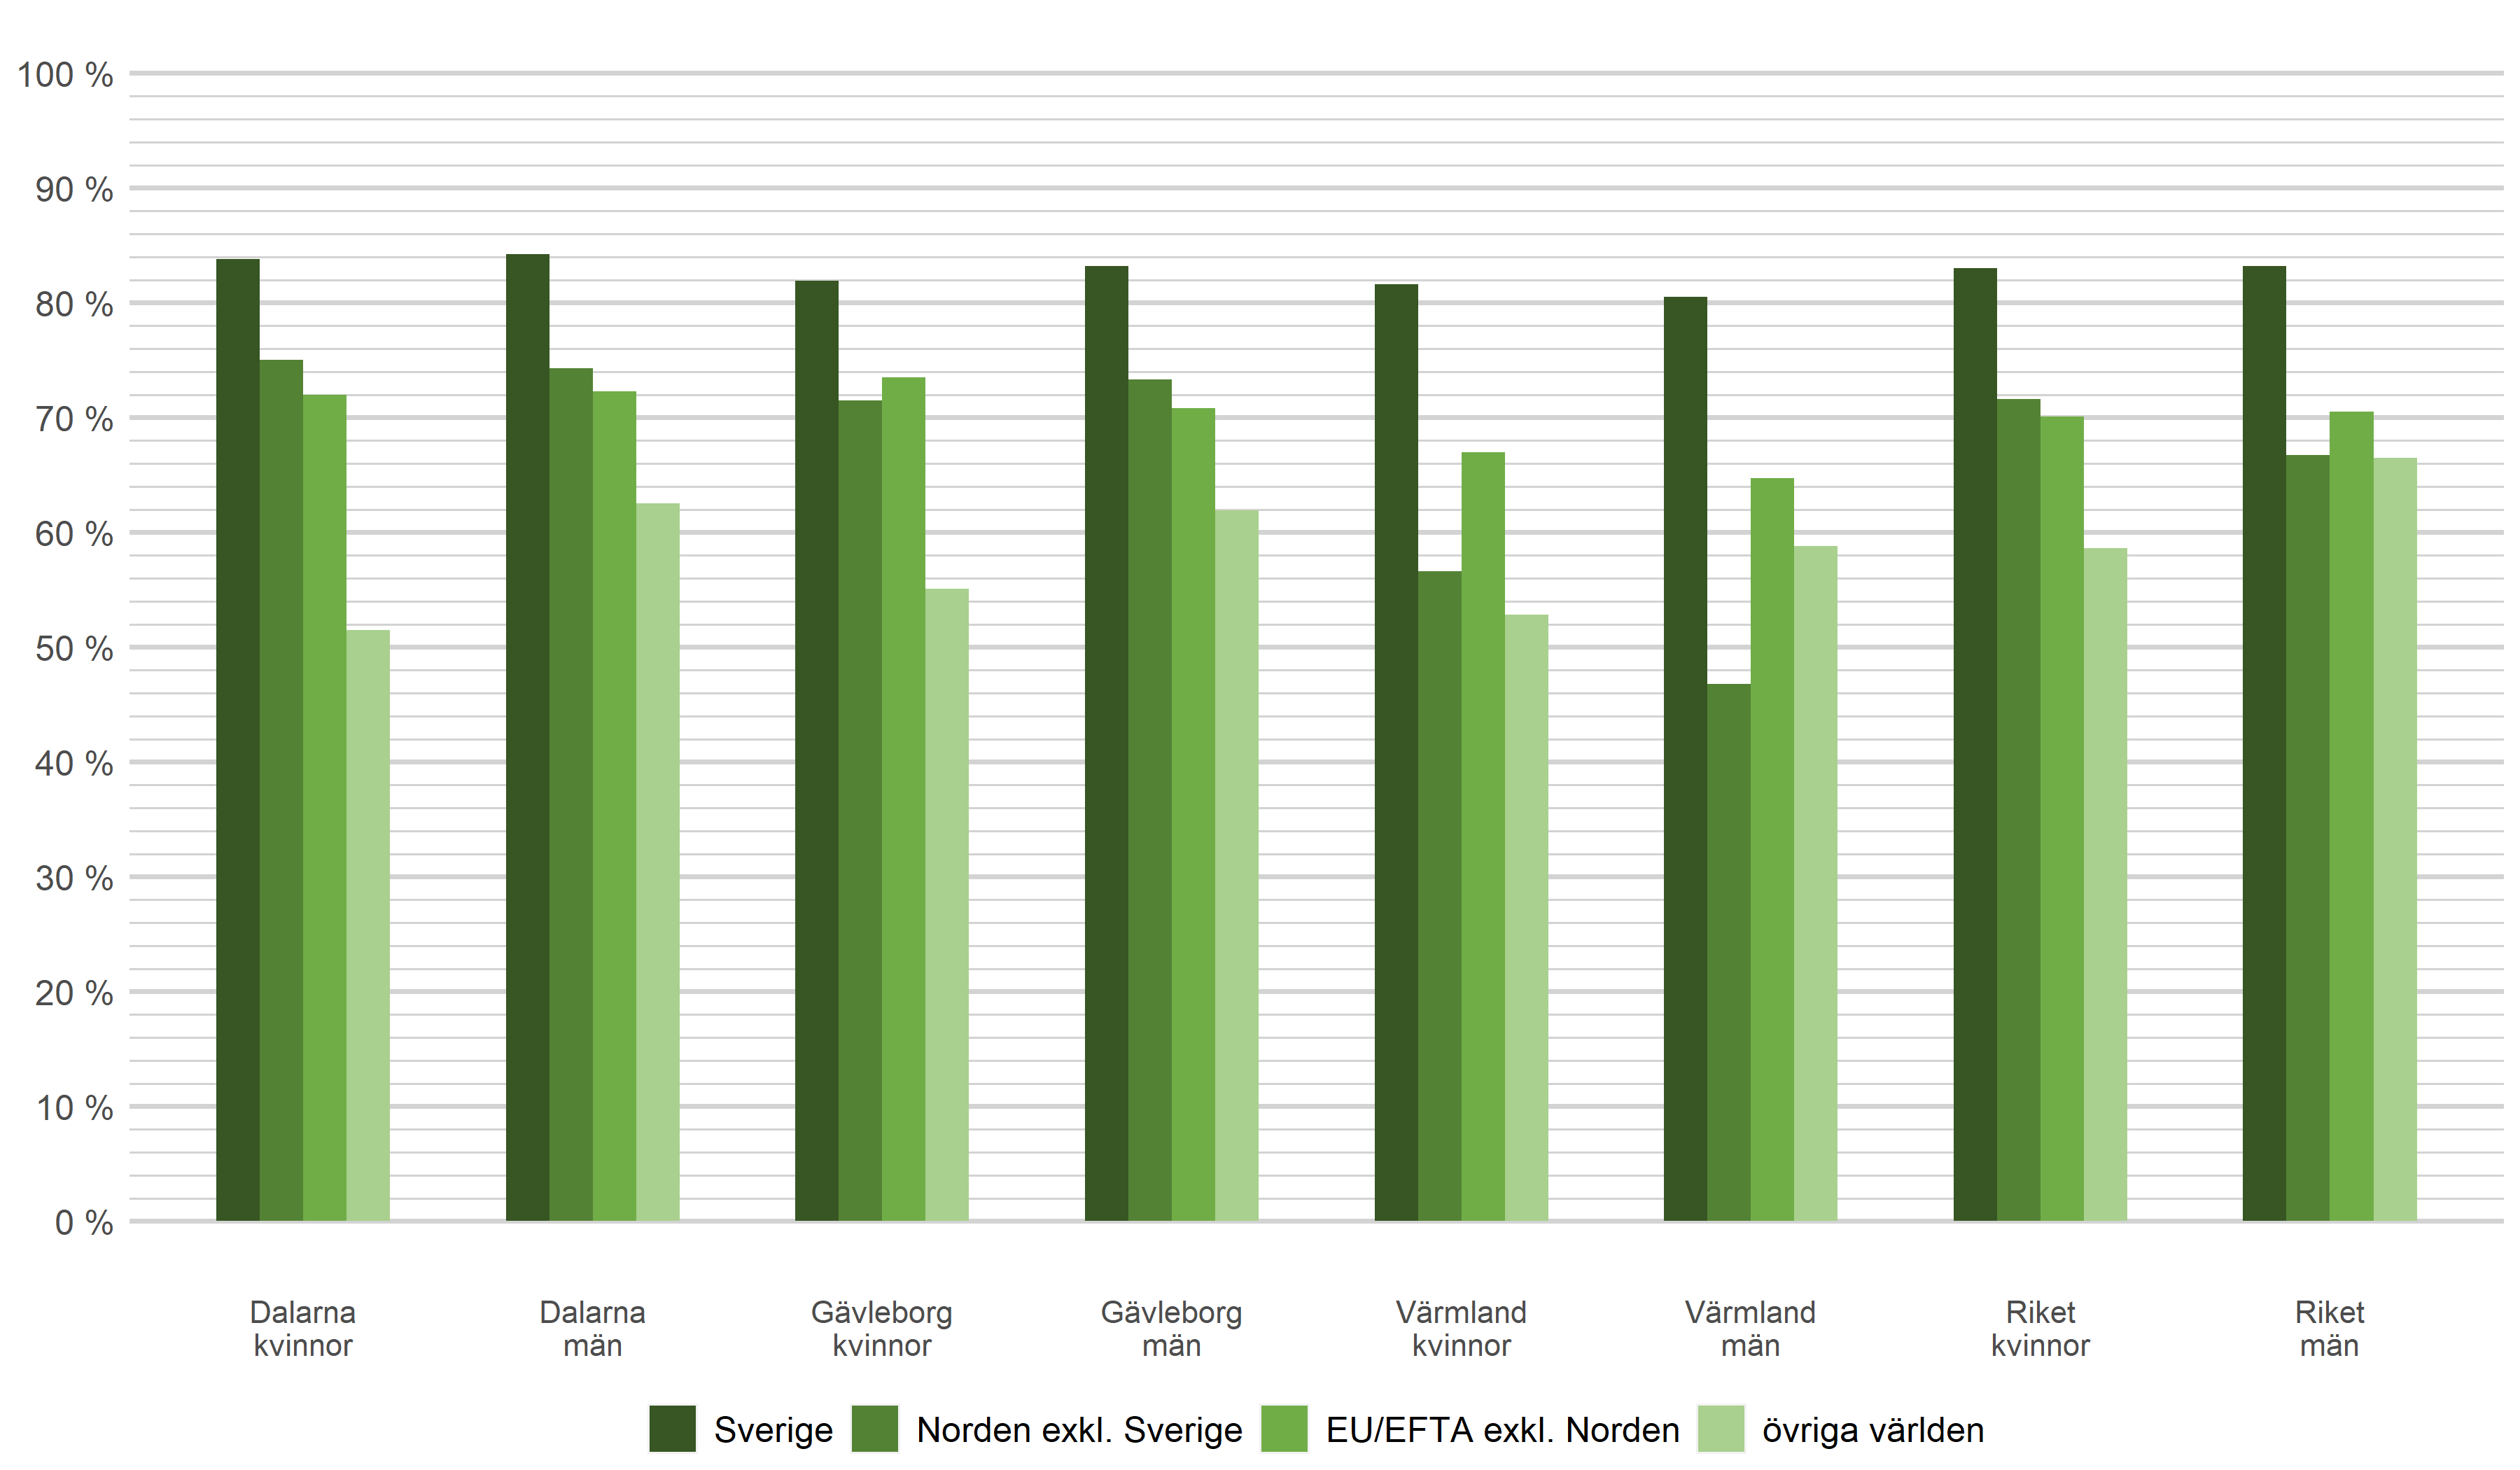 100 %
90 %
80 %
70 %
60 %
50 %
40 %
30 %
20 %
10 %
0 %
Dalarna
kvinnor
Dalarna
män
Gävleborg
kvinnor
Gävleborg
män
Värmland
kvinnor
Värmland
män
Riket
kvinnor
Riket
män
Sverige
Norden exkl. Sverige
EU/EFTA exkl. Norden
övriga världen